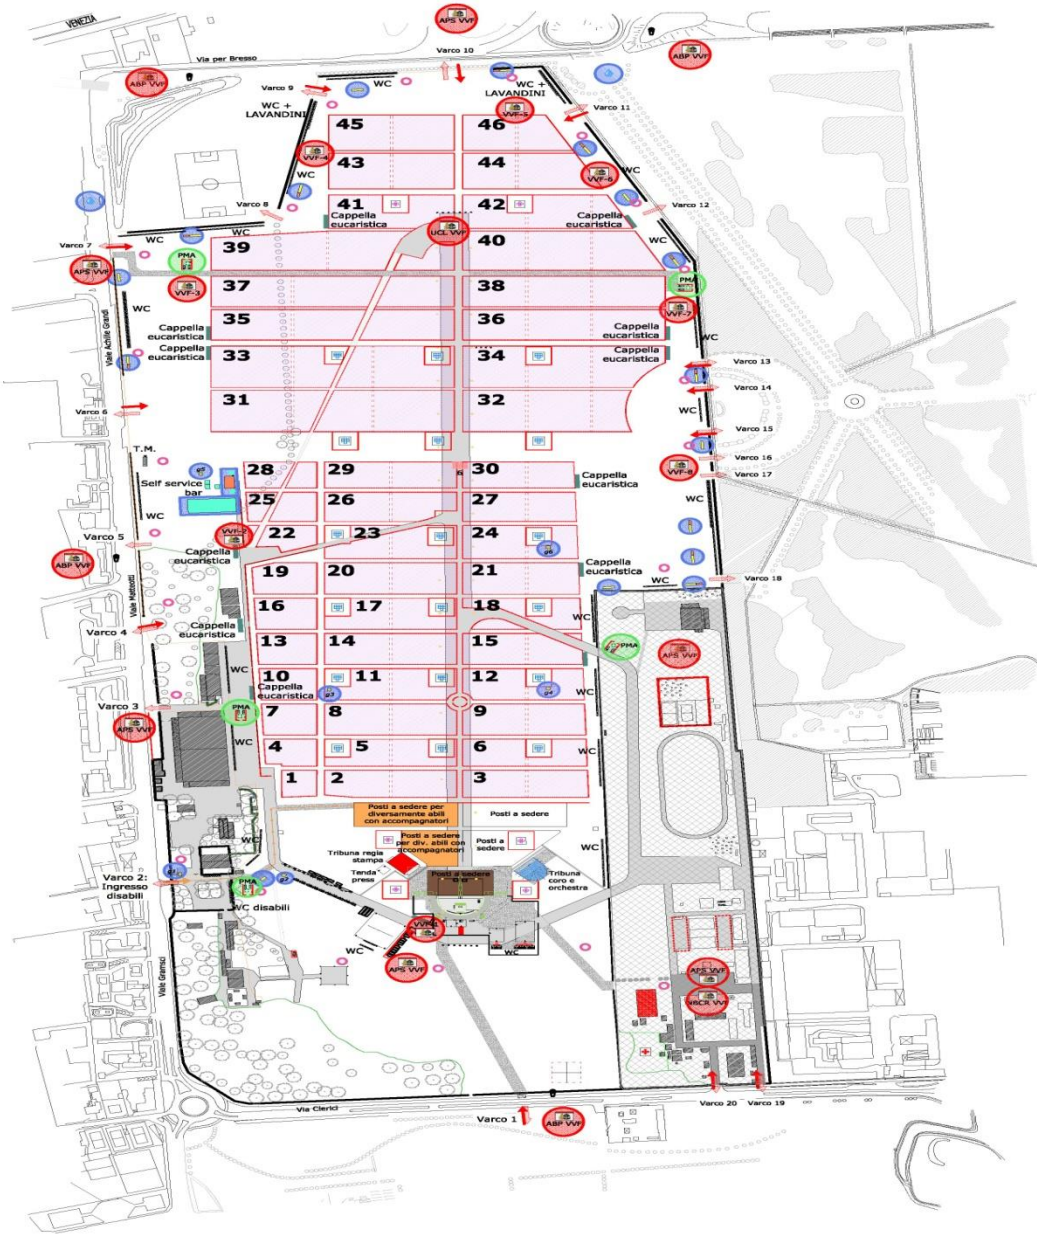 VENEZIA
APS VVF
Varco 10
ABP VVF
Via per Bresso
ABP VVF
WC
Varco 9
WC +
LAVANDINI
WC +
LAVANDINI
Varco 11
VVF-5
45
46
VVF-4
43
44
WC
WC
VVF-6
Varco 8
41
42
Varco 12
Cappella
eucaristica
Cappella
eucaristica
UCL VVF
WC
Varco 7
WC
39
40
WC
PMA
APS VVF
VVF-3
37
38
PMA
VVF-7
WC
Viale Achille Grandi
Cappella
eucaristica
35
36
Cappella
eucaristica
WC
Cappella
eucaristica
33
34
Cappella
eucaristica
Varco 13
Varco 14
31
32
WC
Varco 6
Varco 15
T.M.
Varco 16
VVF-8
Varco 17
28
29
30
Self service
bar
Cappella
eucaristica
25
26
27
WC
WC
Varco 5
VVF-2
22
23
24
Cappella
eucaristica
ABP VVF
Cappella
eucaristica
19
20
21
WC
Varco 18
Viale Matteotti
16
17
18
WC
Varco 4
Cappella
eucaristica
13
14
15
PMA
APS VVF
WC
10
11
12
Cappella
eucaristica
WC
Varco 3
PMA
7
8
9
APS VVF
WC
4
5
6
WC
1
2
3
Posti a sedere per
diversamente abili
con accompagnatori
Posti a sedere
Posti a sedere
per div. abili con
accompagnatori
Posti a
sedere
WC
WC
Tribuna regia
stampa
Tenda
press
Posti a sedere
Tribuna
coro e
orchestra
Varco 2:
Ingresso
disabili
PMA
WC disabili
VVF-1
WC
WC
APS VVF
APS VVF
NBCR VVF
Viale Gramsci
Via Clerici
Varco 1
ABP VVF
Varco 20
Varco 19